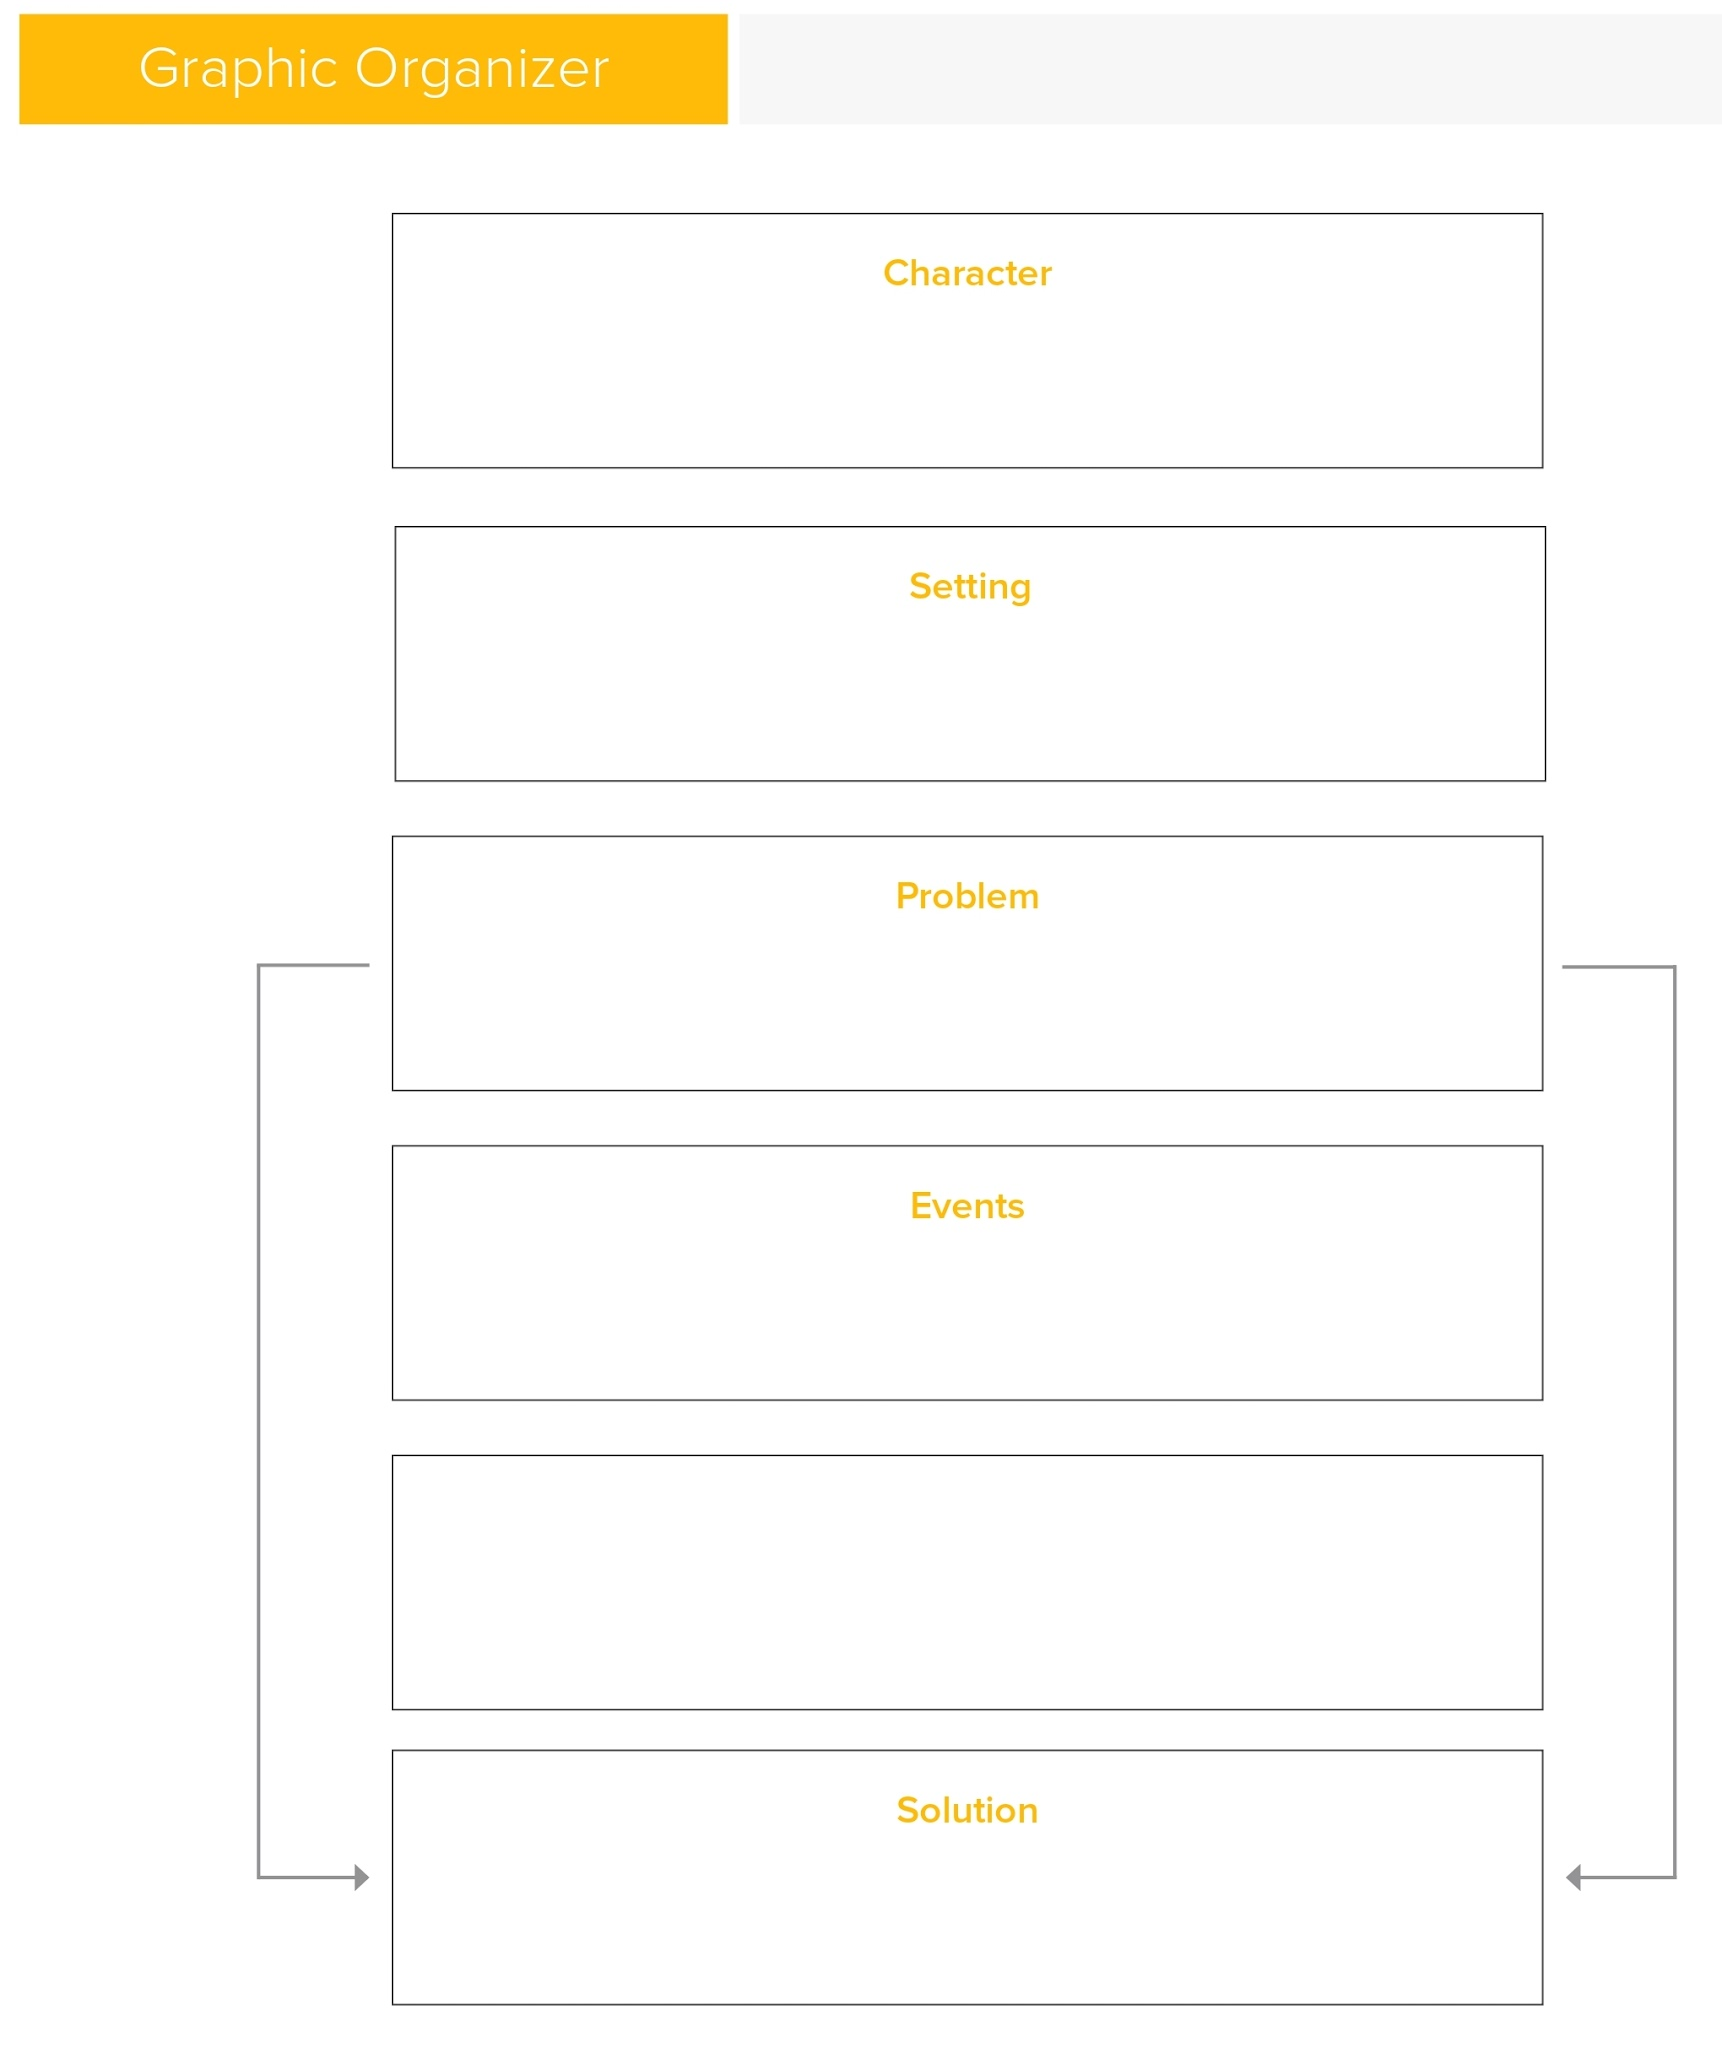 Graphic Organizer
Character
Setting
Problem
Events
Solution